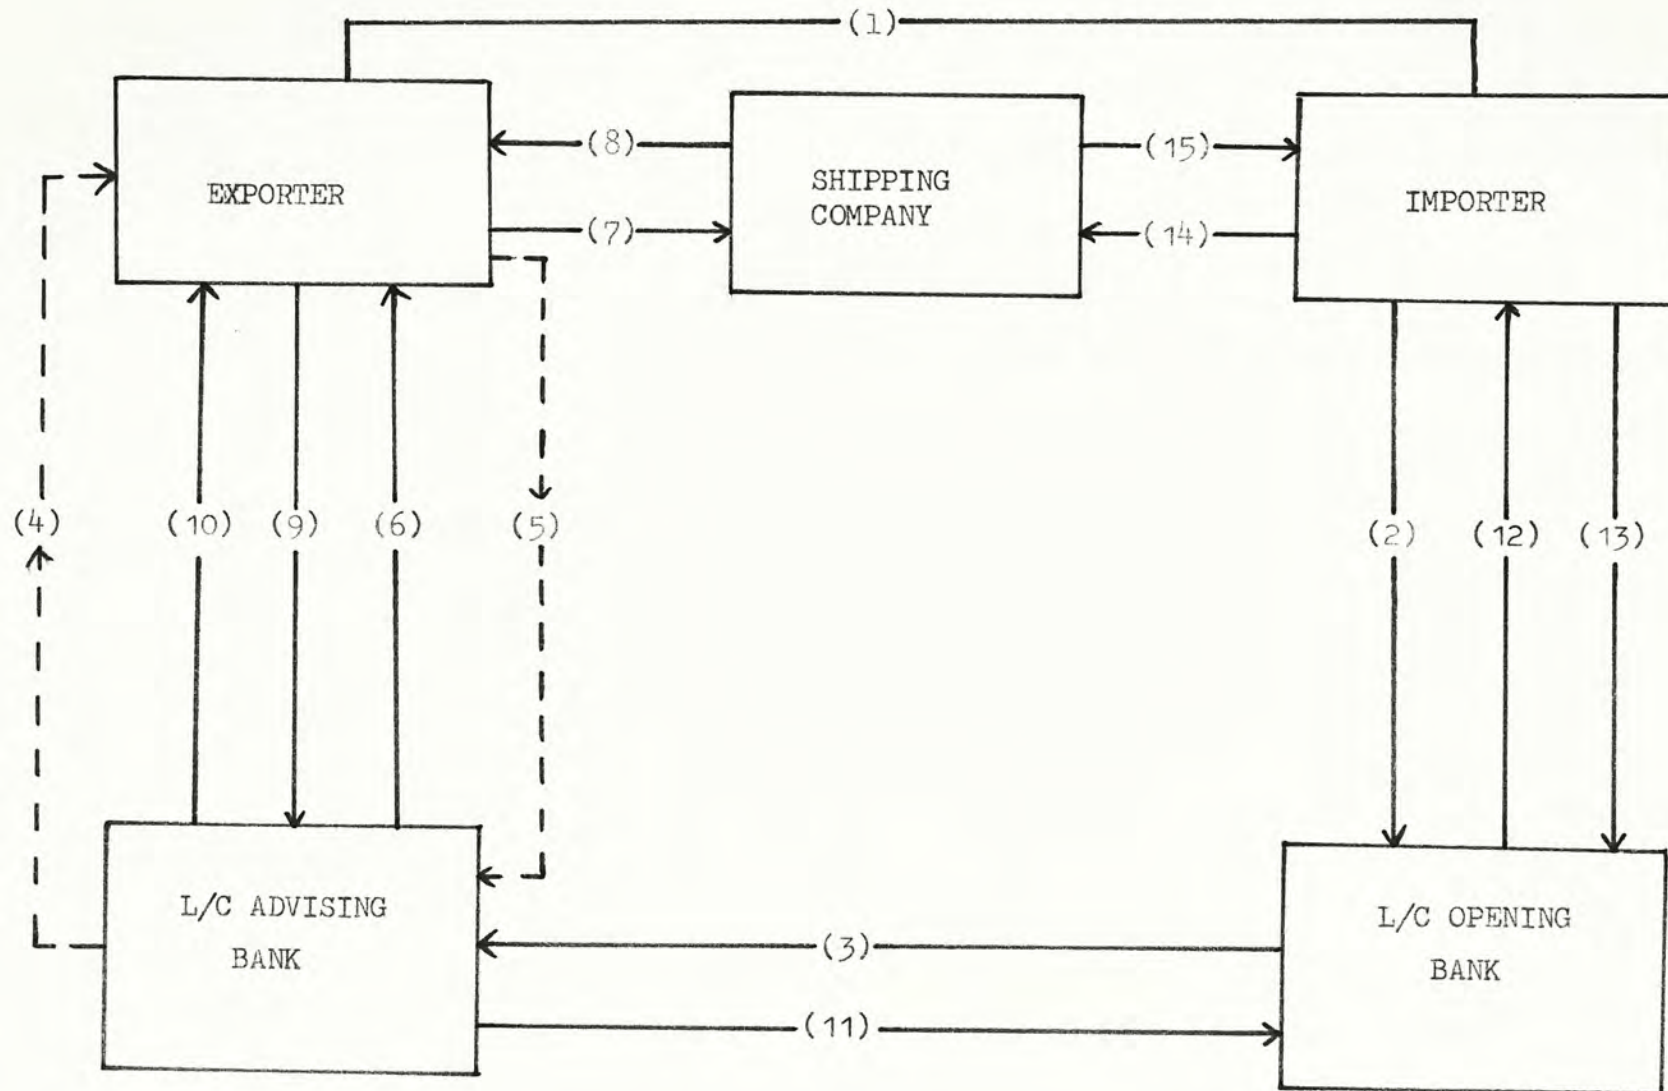 (1)
(8)
(15)
EXPORTER
SHIPPING
COMPANY
IMPORTER
(7)
(14)
(4)
(10)
(9)
(6)
(5)
(2)
(12)
(13)
L/C ADVISING
BANK
L/C OPENING
BANK
(3)
(11)